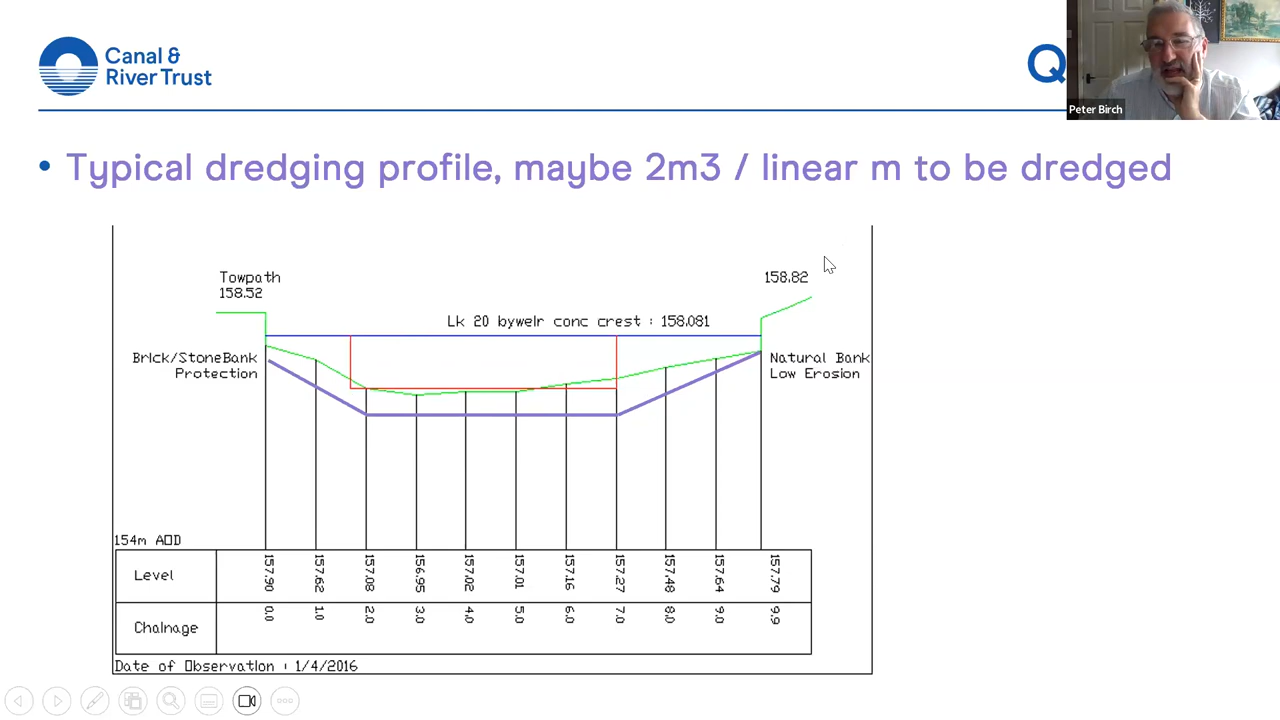 Canal &
River Trust
Q
Peter Birch
• Typical dredging profile, maybe 2m3 / linear m to be dredged
Towpath
158.52
158.82
Lk 20 byweir conc crest : 158.081
Brick/StoneBank
Protection
Natural Bank
Low Erosion
154m AOD
Level 157.90 157.62 157.08 156.95 157.02 157.01 157.16 157.27 157.48 157.64 157.79
Chainage 0.0 1.0 2.0 3.0 4.0 5.0 6.0 7.0 8.0 9.0 9.9
Date of Observation : 1/4/2016